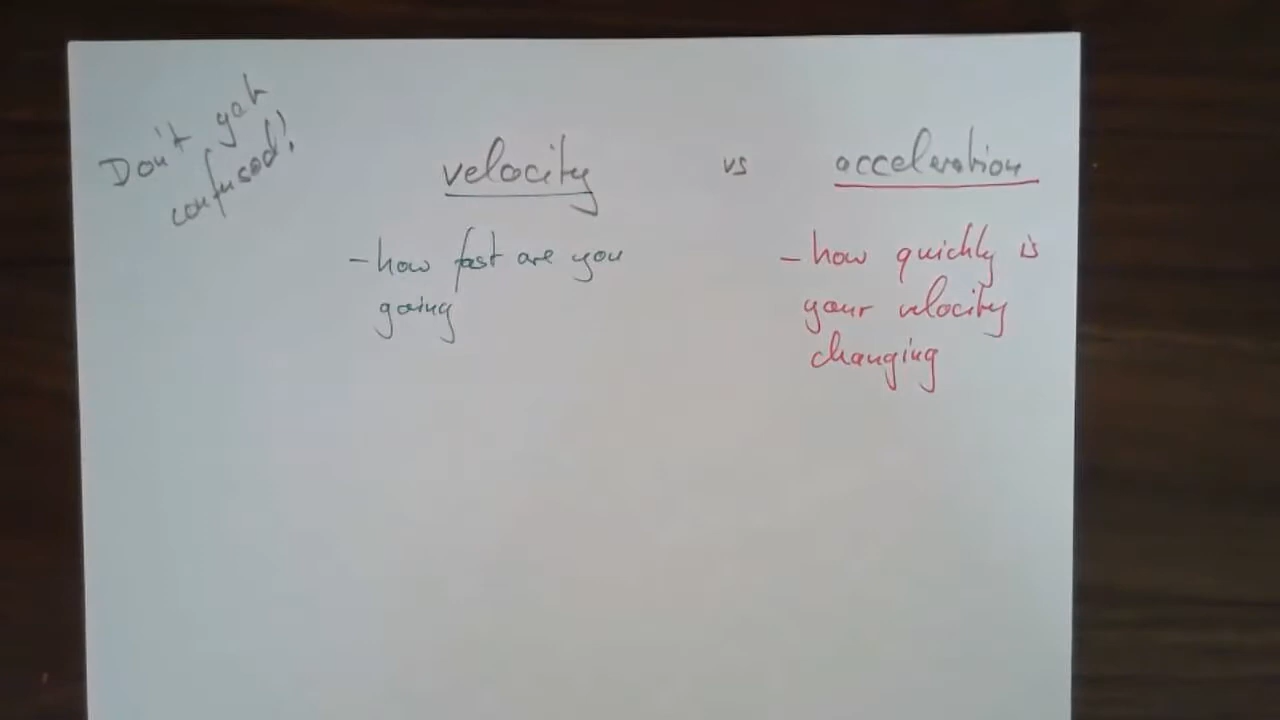 Don't get
confused!
velocity vs acceleration
- how fast are you
going
- how quickly is
your velocity
changing